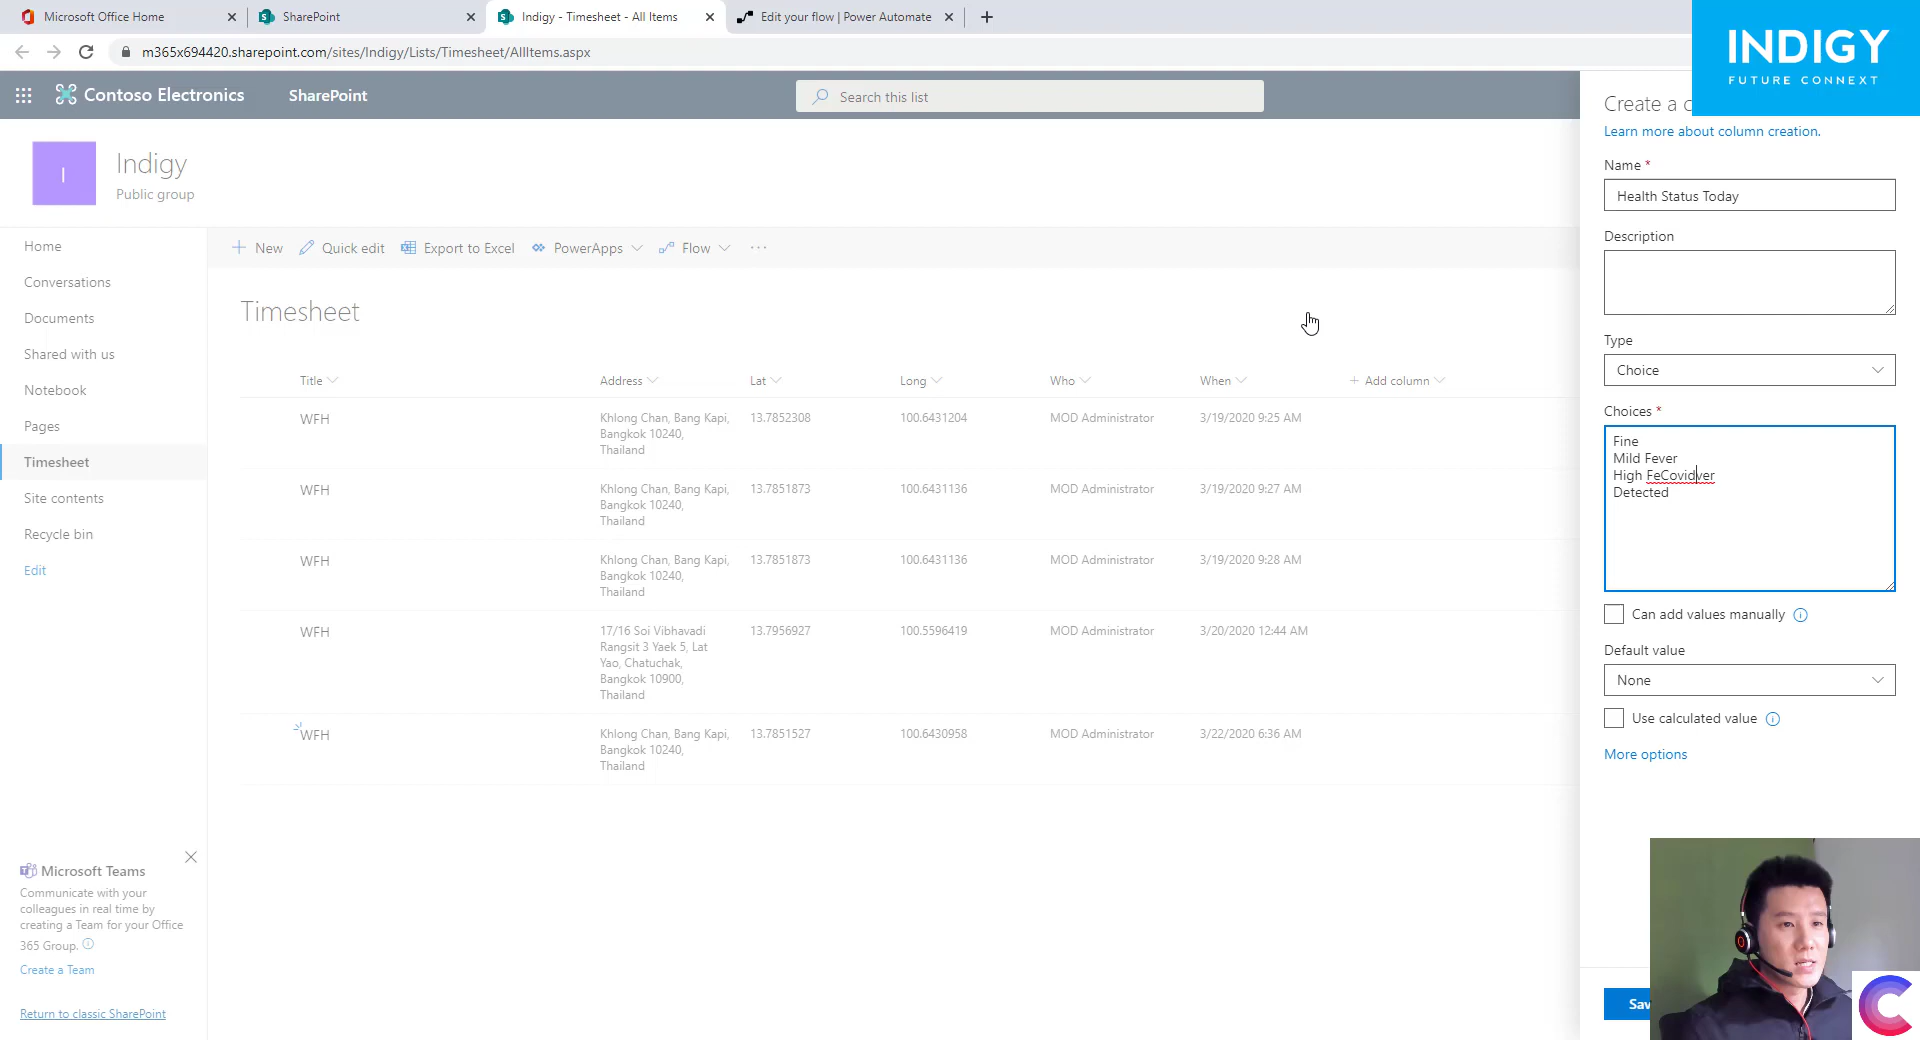 Microsoft Office Home
SharePoint
Indigy - Timesheet - All Items
Edit your flow | Power Automate
m365x694420.sharepoint.com/sites/Indigy/Lists/Timesheet/AllItems.aspx
INDIGY
FUTURE CONNEXT
Contoso Electronics
SharePoint
Search this list
I
Indigy
Public group
Home
Conversations
Documents
Shared with us
Notebook
Pages
Timesheet
Site contents
Recycle bin
Edit
Microsoft Teams
Communicate with your
colleagues in real time by
creating a Team for your Office
365 Group.
Create a Team
Return to classic SharePoint
New Quick edit Export to Excel PowerApps Flow
Timesheet
Title Address Lat Long Who When Add column
WFH Khlong Chan, Bang Kapi, 13.7852308 100.6431204 MOD Administrator 3/19/2020 9:25 AM
Bangkok 10240,
Thailand
WFH Khlong Chan, Bang Kapi, 13.7851873 100.6431136 MOD Administrator 3/19/2020 9:27 AM
Bangkok 10240,
Thailand
WFH Khlong Chan, Bang Kapi, 13.7851873 100.6431136 MOD Administrator 3/19/2020 9:28 AM
Bangkok 10240,
Thailand
WFH 17/16 Soi Vibhavadi 13.7956927 100.5596419 MOD Administrator 3/20/2020 12:44 AM
Rangsit 3 Yaek 5, Lat
Yao, Chatuchak,
Bangkok 10900,
Thailand
WFH Khlong Chan, Bang Kapi, 13.7851527 100.6430958 MOD Administrator 3/22/2020 6:36 AM
Bangkok 10240,
Thailand
Create a c
Learn more about column creation.
Name *
Health Status Today
Description
Type
Choice
Choices *
Fine
Mild Fever
High FeCovidver
Detected
Can add values manually
Default value
None
Use calculated value
More options
Sav